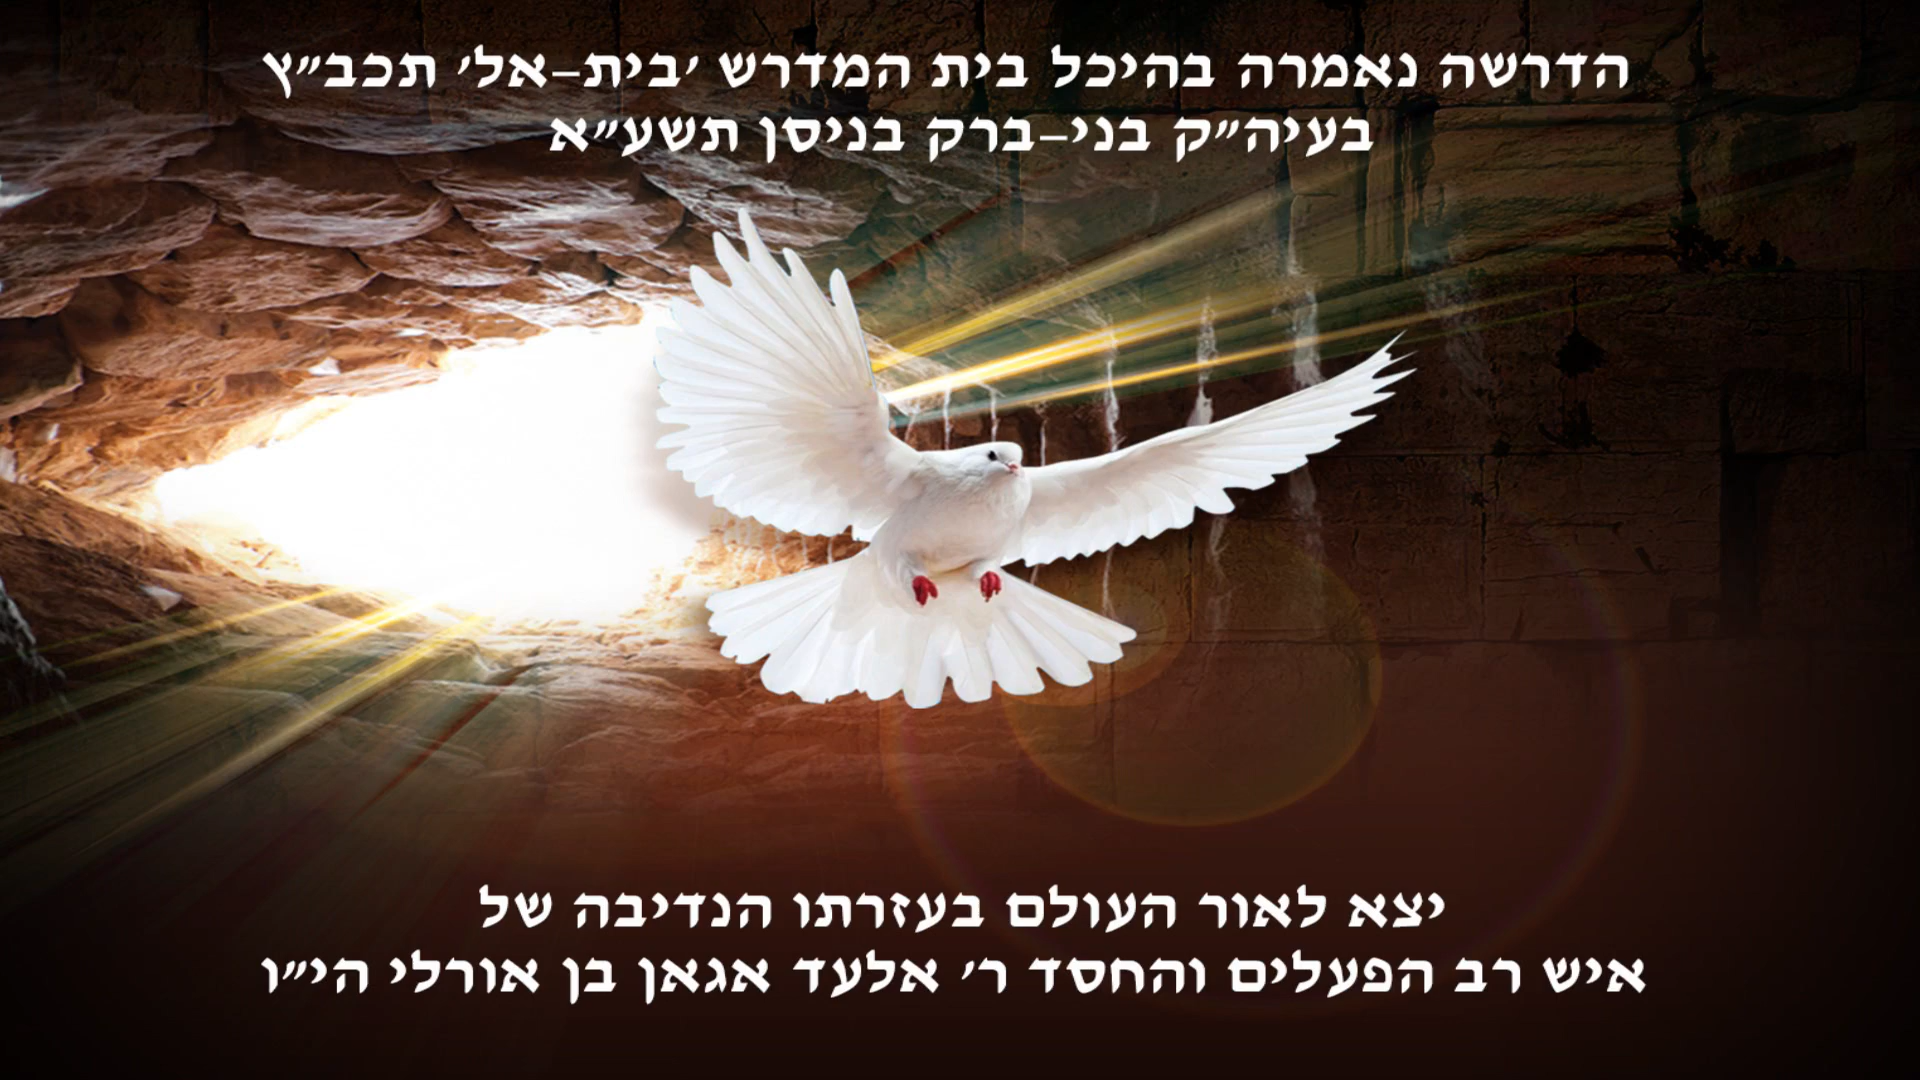 הדרשה נאמרה בהיכל בית המדרש 'בית-אל' תכב״ץ
בעיה״ק בני-ברק בניסן תשע״א
יצא לאור העולם בעזרתו הנדיבה של
איש רב הפעלים והחסד ר' אלעד אגאן בן אורלי הי״ו